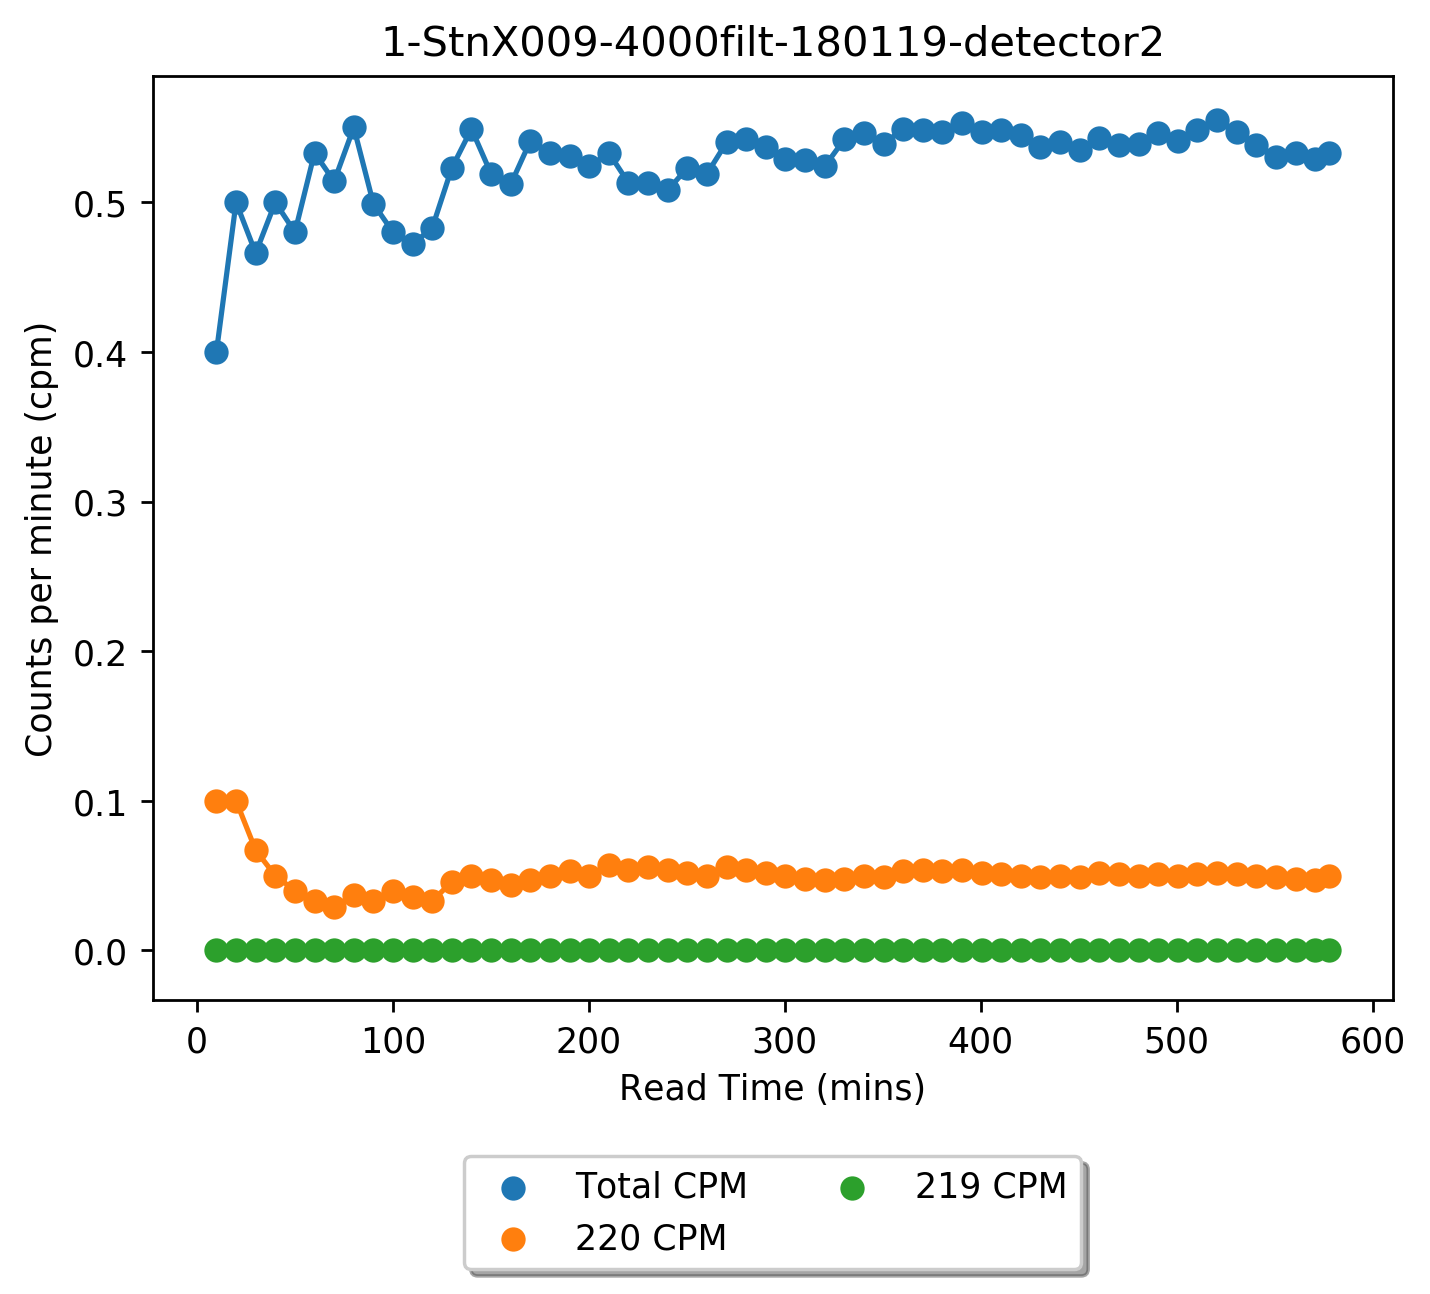 1-StnX009-4000filt-180119-detector2
Counts per minute (cpm)
0.5
0.4
0.3
0.2
0.1
0.0
0 100 200 300 400 500 600
Read Time (mins)
Total CPM 219 CPM
220 CPM